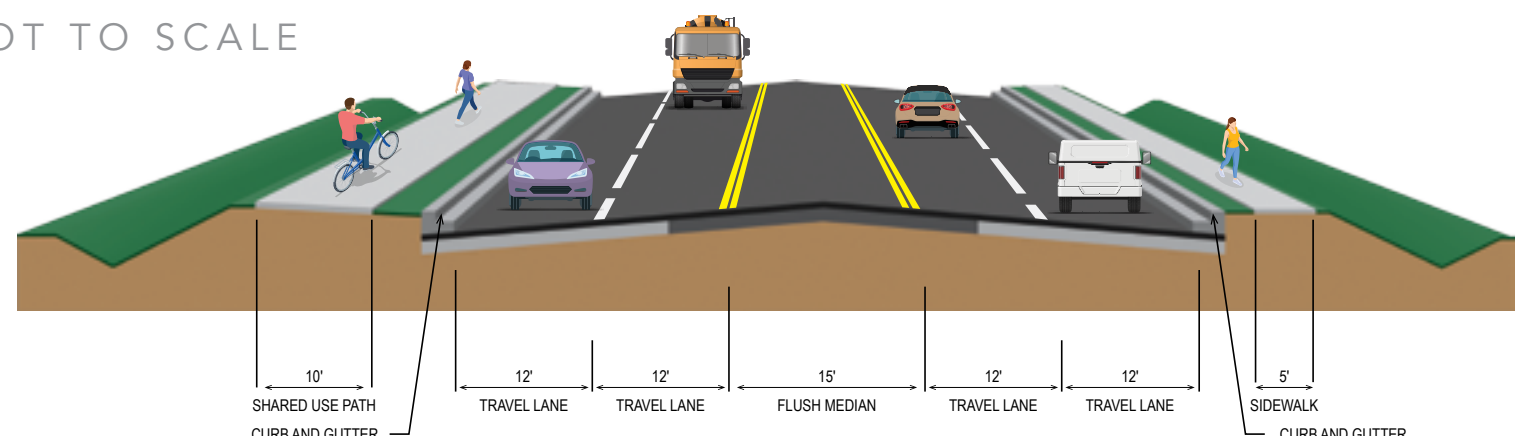 OT TO SCALE
10' 12' 12' 15' 12' 12' 5'
SHARED USE PATH TRAVEL LANE TRAVEL LANE FLUSH MEDIAN TRAVEL LANE TRAVEL LANE SIDEWALK
CURB AND GUTTER CURB AND GUTTER